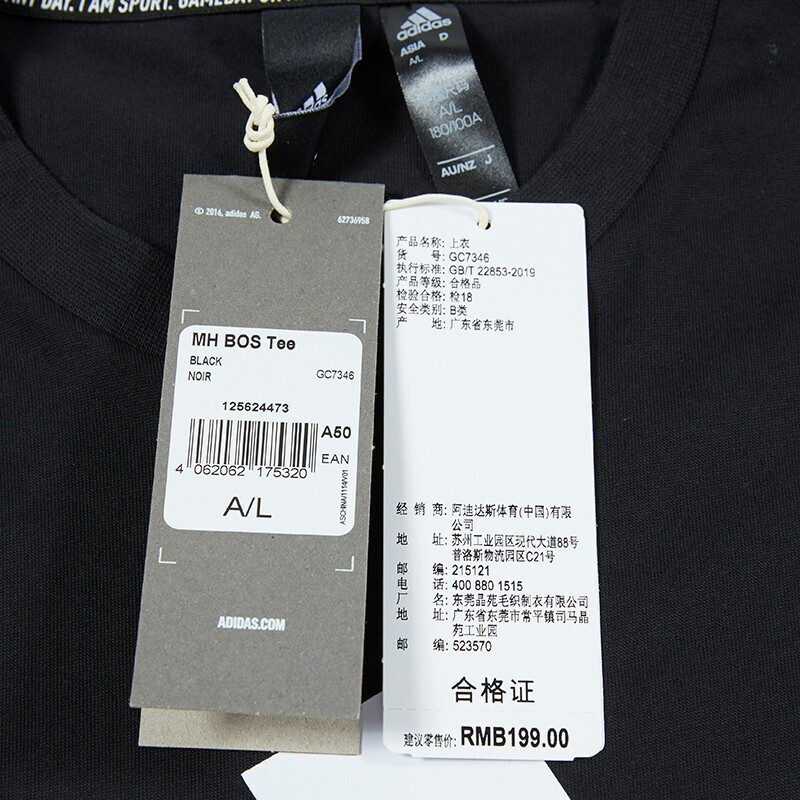 ANY DAY. I AM SPORT. GAMEDAY
adidas
adidas
ASIA D
A/L
A/L
180/100A
AU/NZ J
© 2016, adidas AG.
62736958
MH BOS Tee
BLACK
NOIR
GC7346
125624473
A50
EAN
4 062062 175320
A/L
ADIDAS.COM
产品名称: 上衣
货 号: GC7346
执行标准: GB/T 22853-2019
产品等级: 合格品
检验合格: 检18
安全类别: B类
产 地: 广东省东莞市
经 销 商: 阿迪达斯体育(中国)有限
公司
地 址: 苏州工业园区现代大道88号
普洛斯物流园区C21号
邮 编: 215121
电 话: 400 880 1515
厂 名: 东莞晶苑毛织制衣有限公司
地 址: 广东省东莞市常平镇司马晶
苑工业园
邮 编: 523570
合格证
建议零售价: RMB199.00